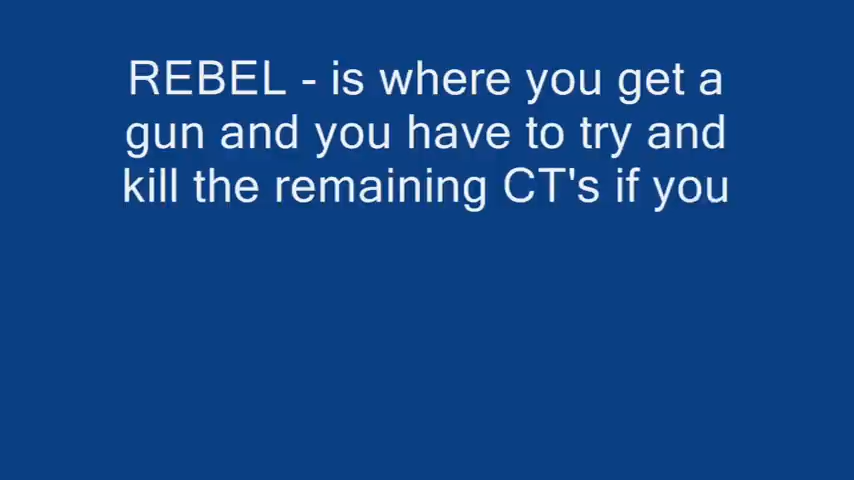 REBEL - is where you get a
gun and you have to try and
kill the remaining CT's if you